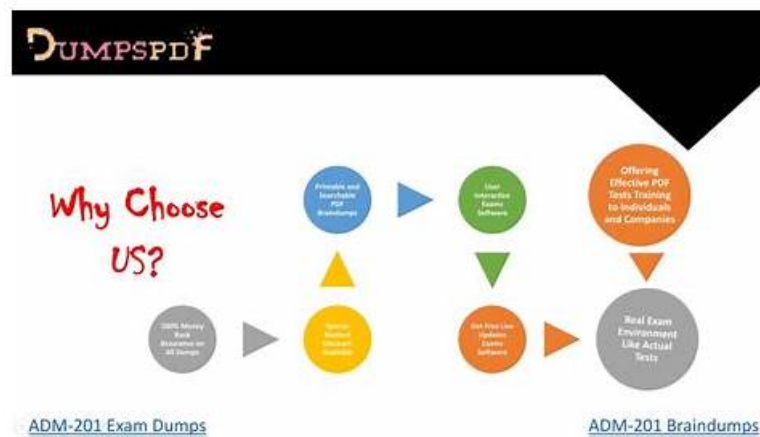 DUMPSPDF
Why Choose
US?
100% Money
Back
Assurance on
All Dumps
Special
Student
Discount
Available
Printable and
Searchable
PDF
Braindumps
User
Interactive
Exams
Software
Get Free Live
Updates
Exams
Software
Offering
Effective PDF
Tests Training
to Individuals
and Companies
Real Exam
Environment
Like Actual
Tests
ADM-201 Exam Dumps
ADM-201 Braindumps